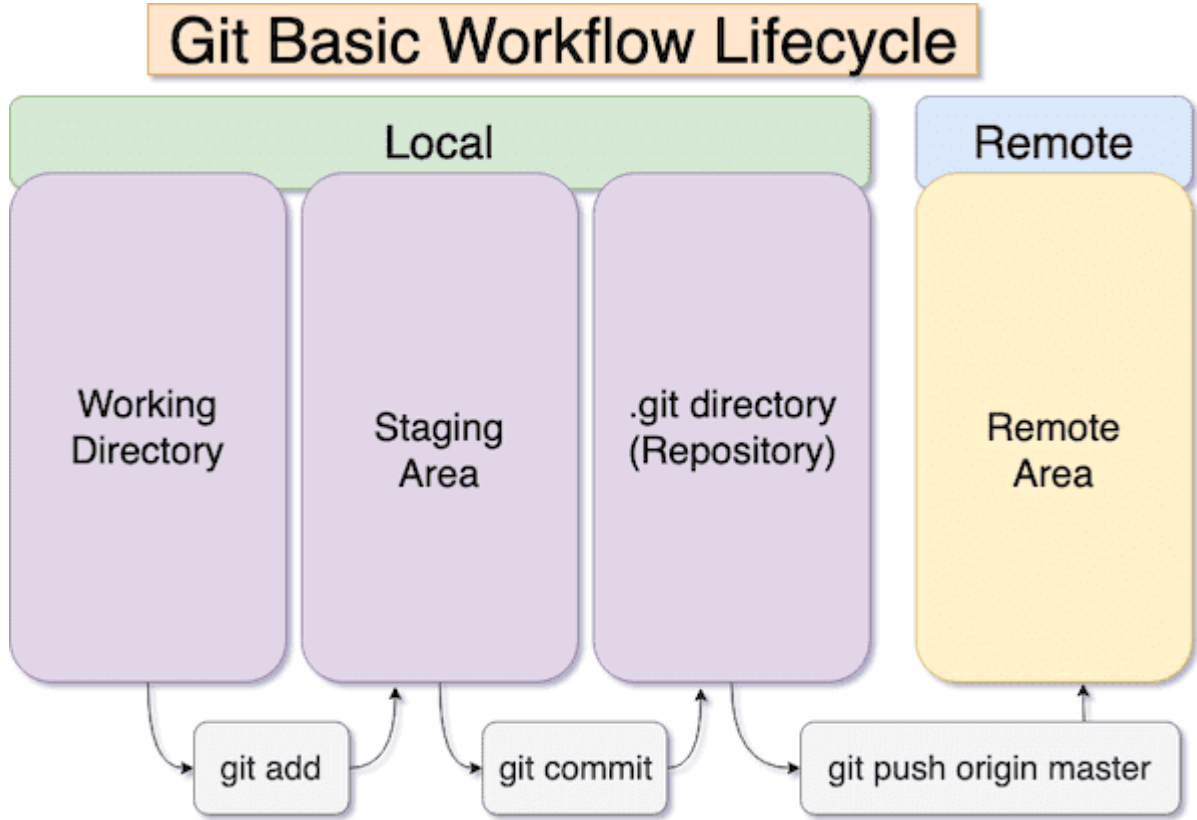 Git Basic Workflow Lifecycle
Local
Remote
Working
Directory
Staging
Area
.git directory
(Repository)
Remote
Area
git add
git commit
git push origin master